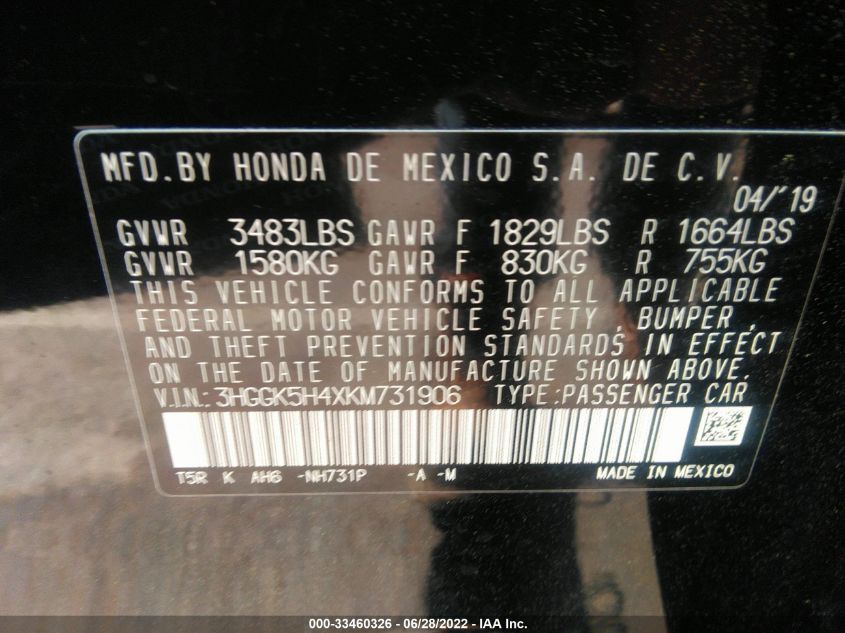 MFD.BY HONDA DE MEXICO S.A. DE C.V.
04/'19
GVWR 3483LBS GAWR F 1829LBS R 1664LBS
GVWR 1580KG GAWR F 830KG R 755KG
THIS VEHICLE CONFORMS TO ALL APPLICABLE
FEDERAL MOTOR VEHICLE SAFETY , BUMPER ,
AND THEFT PREVENTION STANDARDS IN EFFECT
ON THE DATE OF MANUFACTURE SHOWN ABOVE.
V.I.N.: 3HGGK5H4XKM731906 TYPE:PASSENGER CAR
T5R K AH6 -NH731P -A -M MADE IN MEXICO
000-33460326 - 06/28/2022 - IAA Inc.